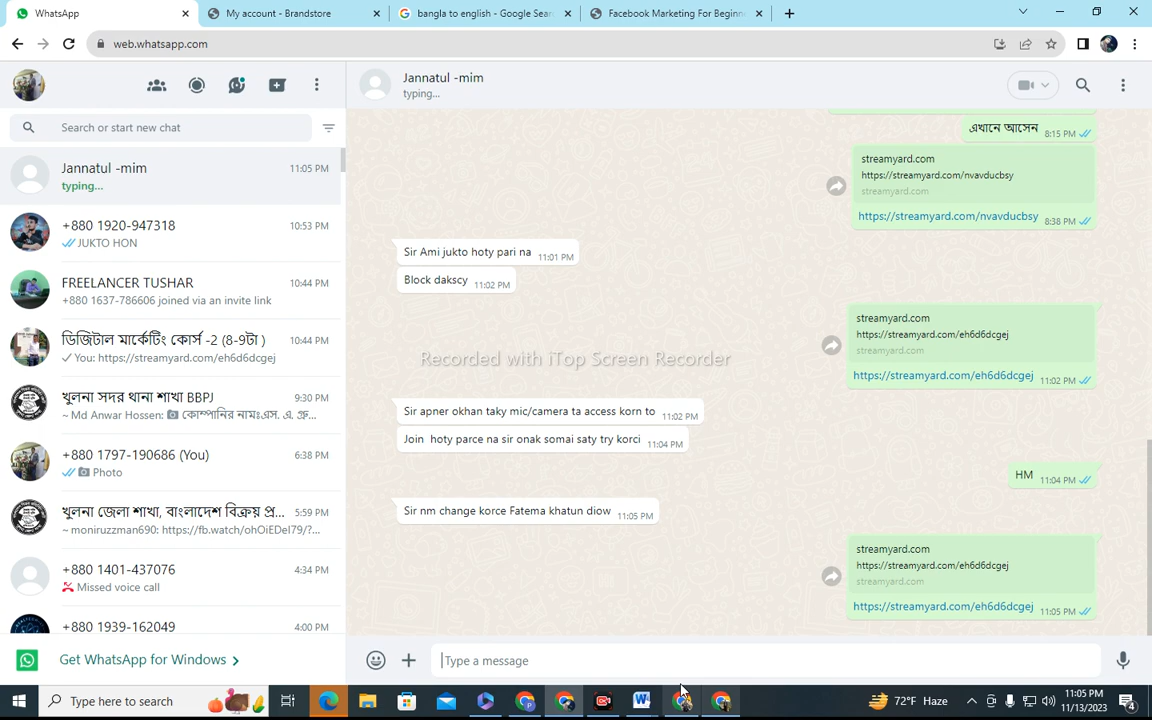 WhatsApp
My account - Brandstore
bangla to english - Google Sear
Facebook Marketing For Beginne
web.whatsapp.com
Jannatul -mim
typing...
Search or start new chat
Jannatul -mim
11:05 PM
typing...
+880 1920-947318
10:53 PM
JUKTO HON
FREELANCER TUSHAR
10:44 PM
+880 1637-786606 joined via an invite link
ডিজিটাল মার্কেটিং কোর্স -2 (8-9টা )
10:44 PM
You: https://streamyard.com/eh6d6dcgej
খুলনা সদর থানা শাখা BBPJ
9:30 PM
~ Md Anwar Hossen: কোম্পানির নামঃএস. এ. গ্রু...
+880 1797-190686 (You)
6:38 PM
Photo
খুলনা জেলা শাখা, বাংলাদেশ বিক্রয় প্র...
5:59 PM
~ moniruzzman690: https://fb.watch/ohOiEDel79/?...
+880 1401-437076
4:34 PM
Missed voice call
+880 1939-162049
4:00 PM
Get WhatsApp for Windows
এখানে আসেন 8:15 PM
streamyard.com
https://streamyard.com/nvavducbsy
streamyard.com
https://streamyard.com/nvavducbsy 8:38 PM
Sir Ami jukto hoty pari na 11:01 PM
Block dakscy 11:02 PM
streamyard.com
https://streamyard.com/eh6d6dcgej
streamyard.com
https://streamyard.com/eh6d6dcgej 11:02 PM
Recorded with iTop Screen Recorder
Sir apner okhan taky mic/camera ta access korn to 11:02 PM
Join hoty parce na sir onak somai saty try korci 11:04 PM
HM 11:04 PM
Sir nm change korce Fatema khatun diow 11:05 PM
streamyard.com
https://streamyard.com/eh6d6dcgej
streamyard.com
https://streamyard.com/eh6d6dcgej 11:05 PM
Type a message
Type here to search
72°F Haze
11:05 PM
11/13/2023
4